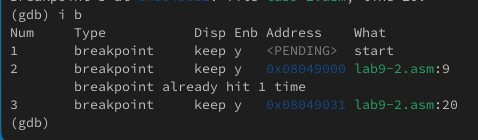 (gdb) i b
Num Type Disp Enb Address What
1 breakpoint keep y <PENDING> start
2 breakpoint keep y 0x08049000 lab9-2.asm:9
breakpoint already hit 1 time
3 breakpoint keep y 0x08049031 lab9-2.asm:20
(gdb)